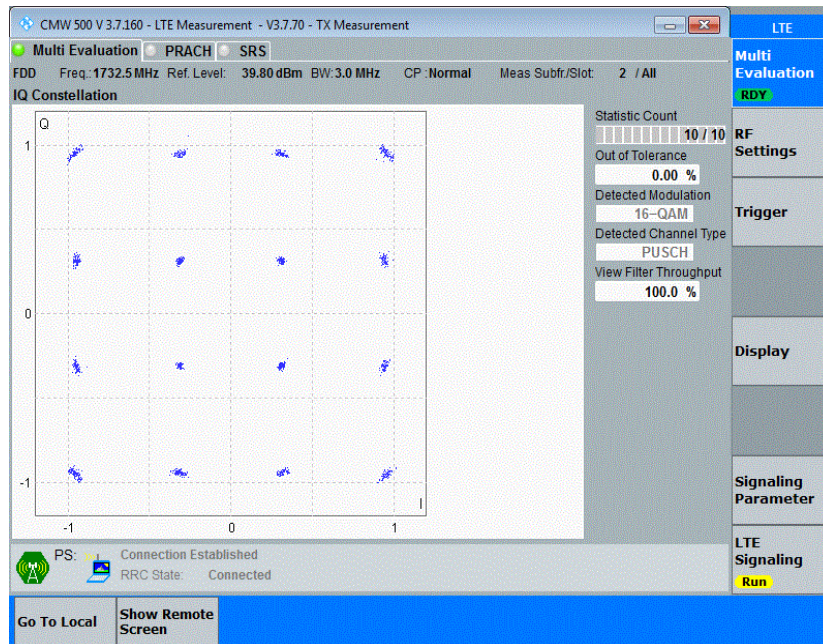 CMW 500 V 3.7.160 - LTE Measurement - V3.7.70 - TX Measurement
LTE
Multi Evaluation PRACH SRS
Multi
Evaluation
RDY
FDD Freq.: 1732.5 MHz Ref. Level: 39.80 dBm BW: 3.0 MHz CP : Normal Meas Subfr./Slot: 2 / All
IQ Constellation
Q
1
0
-1
I
-1 0 1
Statistic Count
10 / 10
Out of Tolerance
0.00 %
Detected Modulation
16-QAM
Detected Channel Type
PUSCH
View Filter Throughput
100.0 %
RF
Settings
Trigger
Display
Signaling
Parameter
LTE
Signaling
Run
PS: Connection Established
RRC State: Connected
Go To Local
Show Remote
Screen